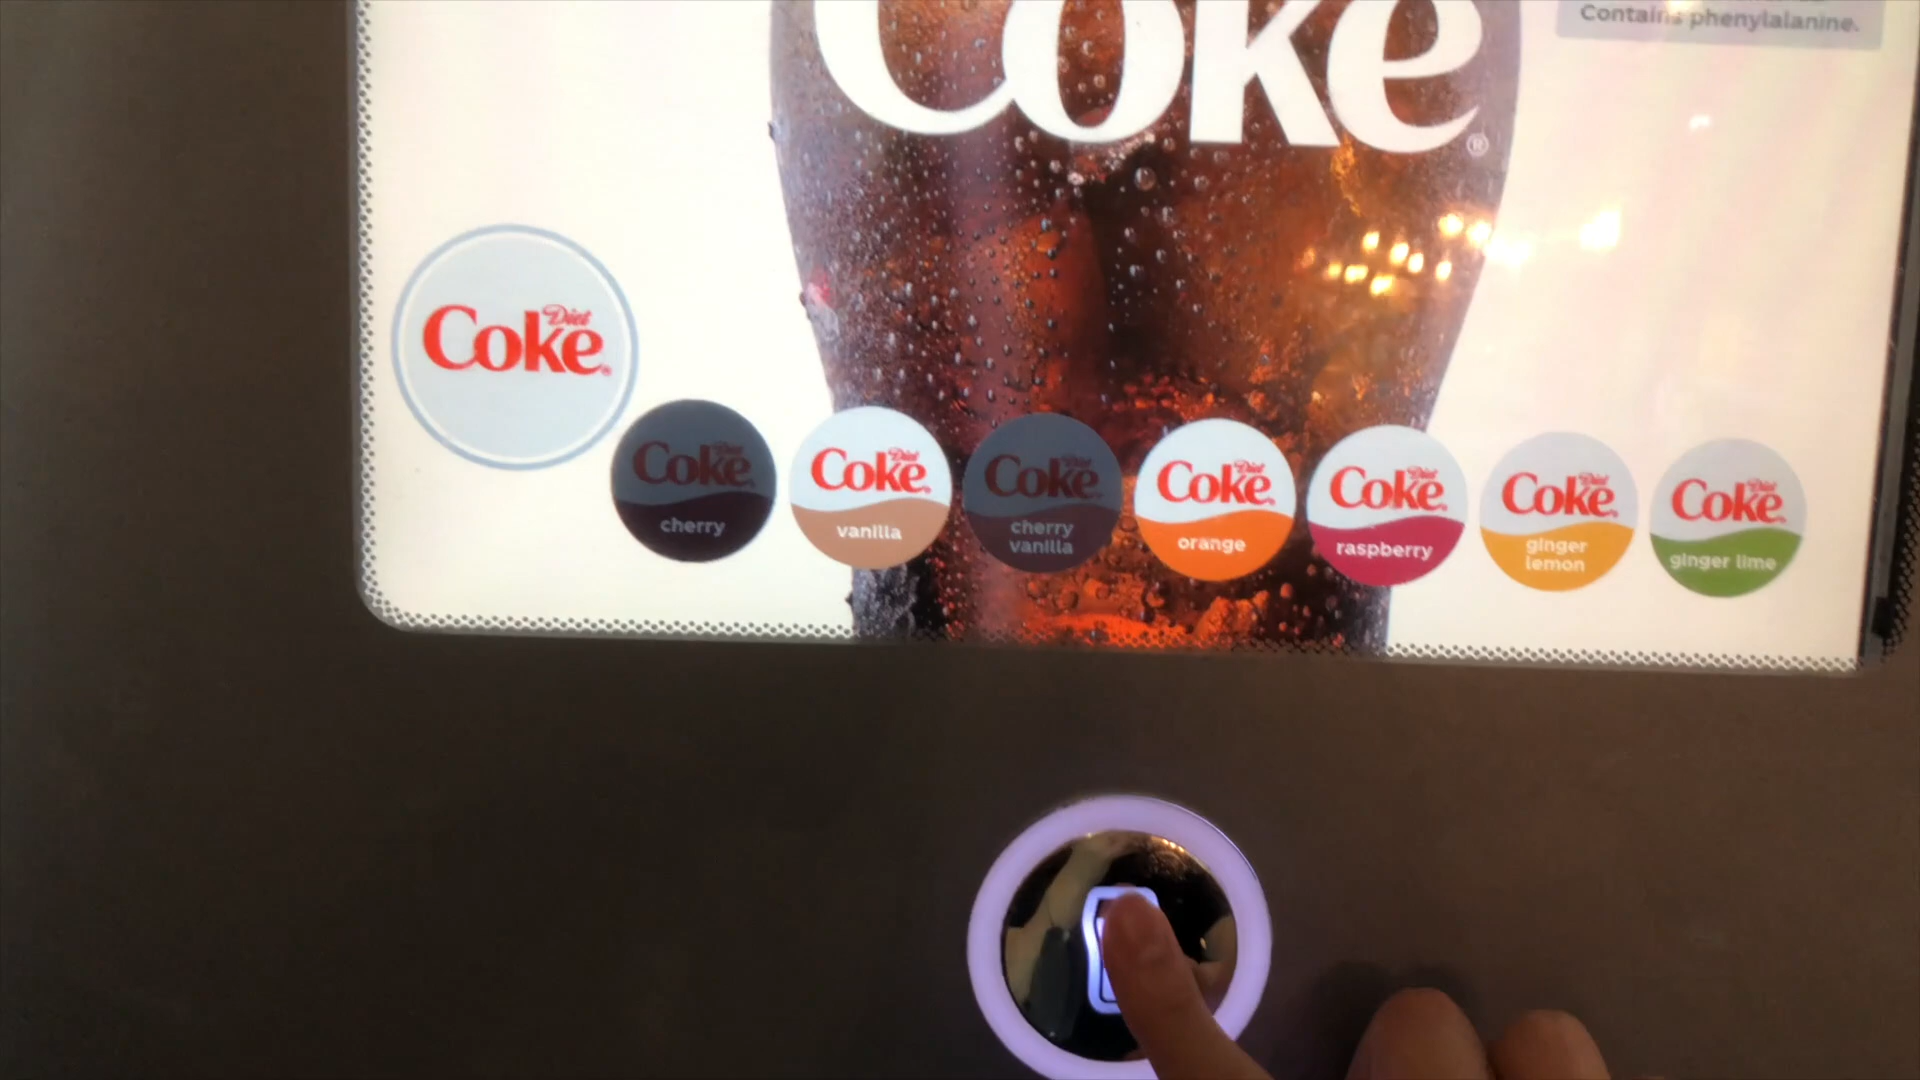 Contains phenylalanine.
Coke®
Diet
Coke®
Diet
Coke®
cherry
Diet
Coke®
vanilla
Diet
Coke®
cherry
vanilla
Diet
Coke®
orange
Diet
Coke®
raspberry
Diet
Coke®
ginger
lemon
Diet
Coke®
ginger lime